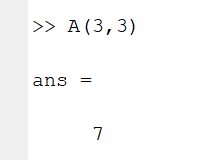 >> A(3,3)
ans =
7